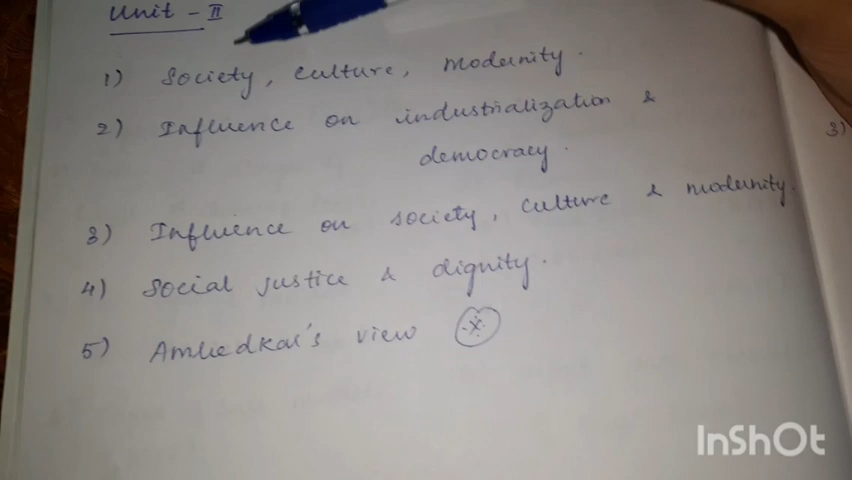 Unit - II
1) Society, culture, modernity.
2) Influence on industrialization &
democracy.
3) Influence on society, culture & modernity.
4) Social justice & dignity.
5) Ambedkar's view
3)
InShOt